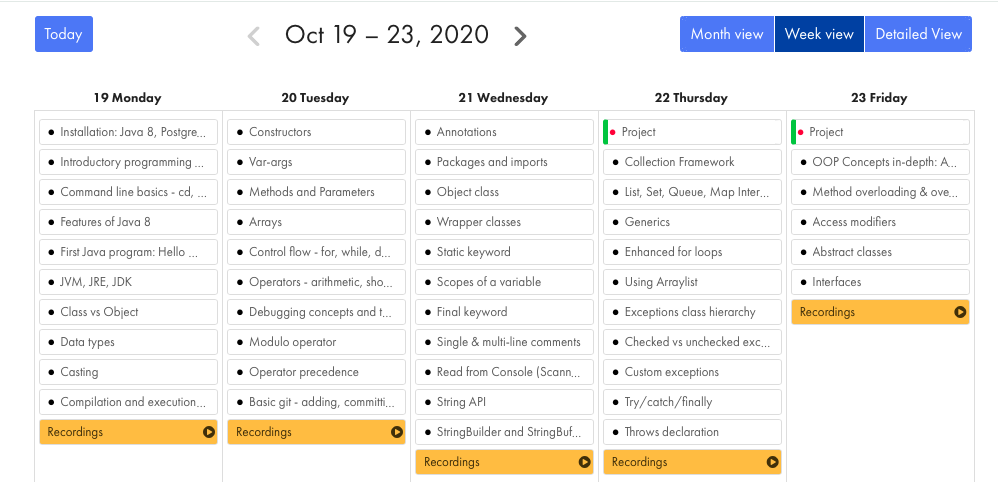 Today
Oct 19 – 23, 2020
Month view
Week view
Detailed View
19 Monday
Installation: Java 8, Postgre...
Introductory programming ...
Command line basics - cd, ...
Features of Java 8
First Java program: Hello ...
JVM, JRE, JDK
Class vs Object
Data types
Casting
Compilation and execution...
Recordings
20 Tuesday
Constructors
Var-args
Methods and Parameters
Arrays
Control flow - for, while, d...
Operators - arithmetic, sho...
Debugging concepts and t...
Modulo operator
Operator precedence
Basic git - adding, committi...
Recordings
21 Wednesday
Annotations
Packages and imports
Object class
Wrapper classes
Static keyword
Scopes of a variable
Final keyword
Single & multi-line comments
Read from Console (Scann...
String API
StringBuilder and StringBuf...
Recordings
22 Thursday
Project
Collection Framework
List, Set, Queue, Map Inter...
Generics
Enhanced for loops
Using Arraylist
Exceptions class hierarchy
Checked vs unchecked exc...
Custom exceptions
Try/catch/finally
Throws declaration
Recordings
23 Friday
Project
OOP Concepts in-depth: A...
Method overloading & ove...
Access modifiers
Abstract classes
Interfaces
Recordings